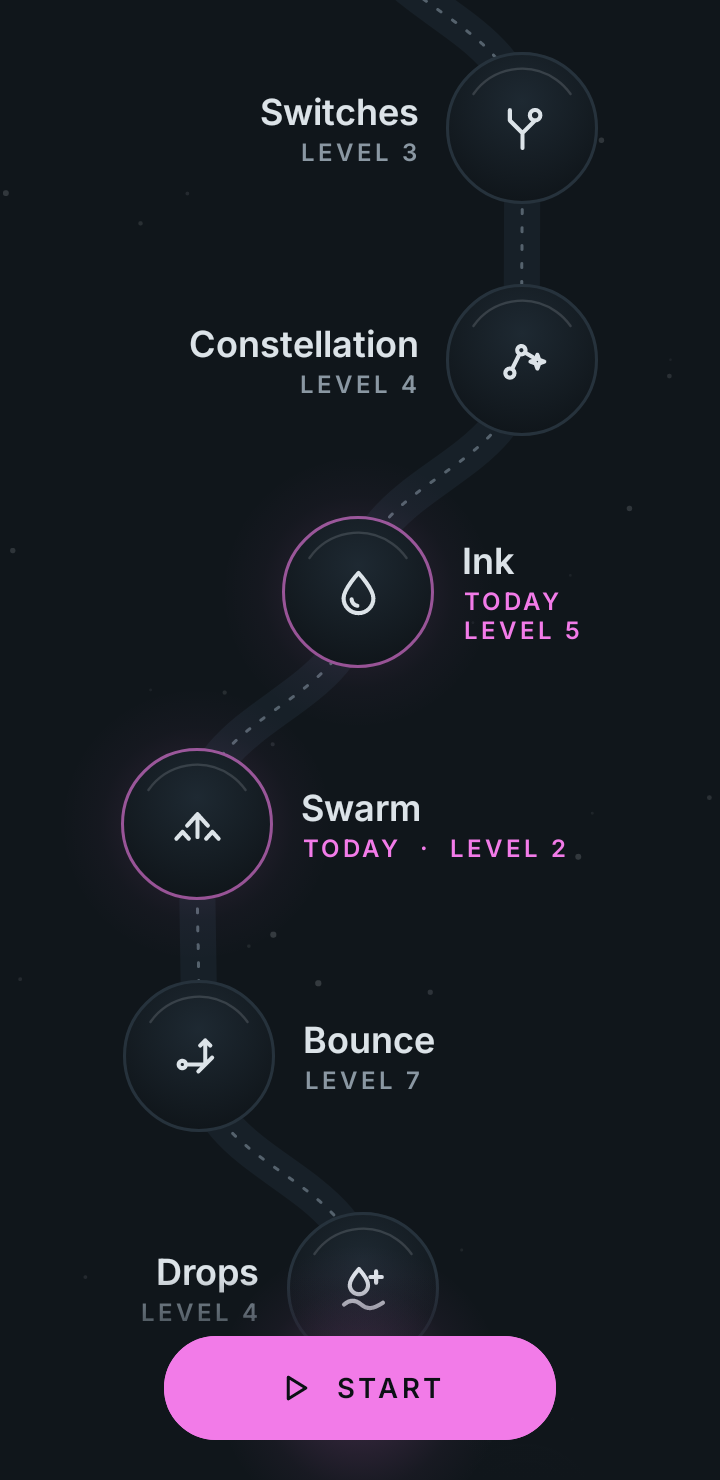 Switches
LEVEL 3
Constellation
LEVEL 4
Ink
TODAY
LEVEL 5
Swarm
TODAY · LEVEL 2
Bounce
LEVEL 7
Drops
LEVEL 4
START